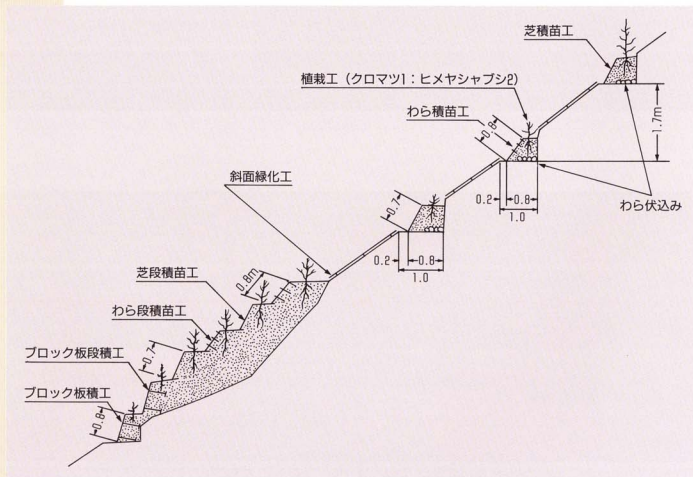 芝積苗工
植栽工(クロマツ1:ヒメヤシャブシ2)
わら積苗工
0.8
1.7m
斜面緑化工
0.2
0.8
1.0
わら伏込み
0.7
0.2
0.8
1.0
芝段積苗工
0.8m
わら段積苗工
ブロック板段積工
0.7
ブロック板積工
0.8